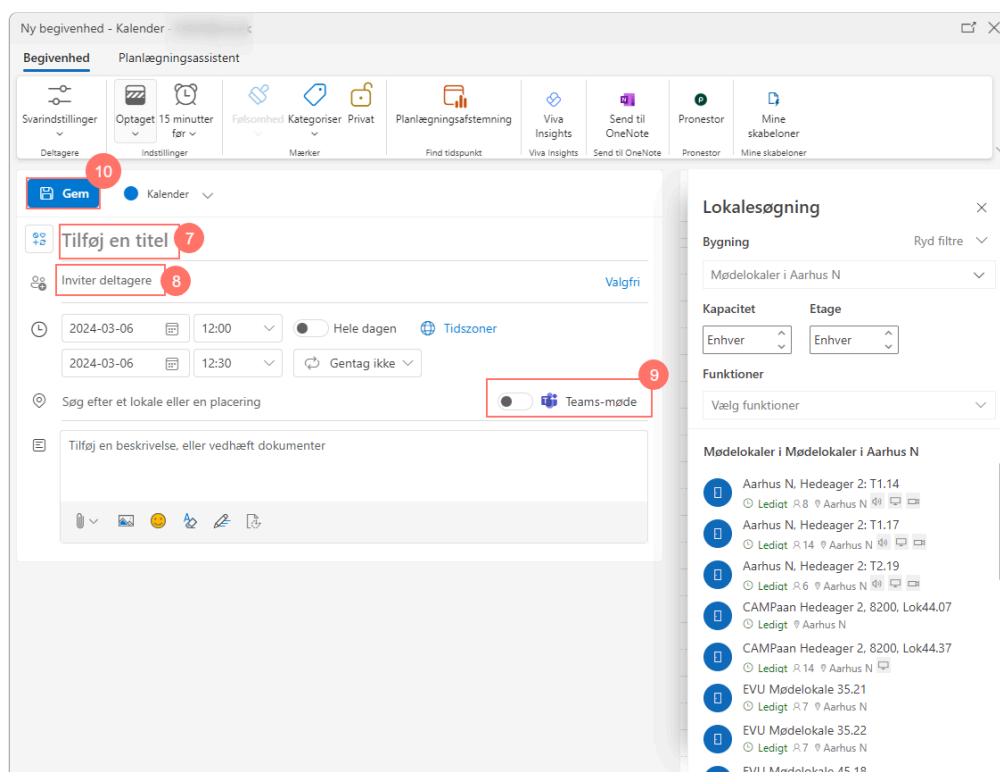 Ny begivenhed - Kalender -
Begivenhed Planlægningsassistent
Svarindstillinger
Deltagere
Optaget 15 minutter før
Indstillinger
Følsomhed Kategoriser Privat
Mærker
Planlægningsafstemning
Find tidspunkt
Viva Insights
Viva Insights
Send til OneNote
Send til OneNote
Pronestor
Pronestor
Mine skabeloner
Mine skabeloner
10
Gem Kalender
Tilføj en titel 7
Inviter deltagere 8 Valgfri
2024-03-06 12:00 Hele dagen Tidszoner
2024-03-06 12:30 Gentag ikke
9
Søg efter et lokale eller en placering Teams-møde
Tilføj en beskrivelse, eller vedhæft dokumenter
Lokalesøgning
Bygning Ryd filtre
Mødelokaler i Aarhus N
Kapacitet Etage
Enhver Enhver
Funktioner
Vælg funktioner
Mødelokaler i Mødelokaler i Aarhus N
Aarhus N, Hedeager 2: T1.14
Ledigt 8 Aarhus N
Aarhus N, Hedeager 2: T1.17
Ledigt 14 Aarhus N
Aarhus N, Hedeager 2: T2.19
Ledigt 6 Aarhus N
CAMPaan Hedeager 2, 8200, Lok44.07
Ledigt Aarhus N
CAMPaan Hedeager 2, 8200, Lok44.37
Ledigt 14 Aarhus N
EVU Mødelokale 35.21
Ledigt 7 Aarhus N
EVU Mødelokale 35.22
Ledigt 7 Aarhus N
EVU Mødelokale 45.18